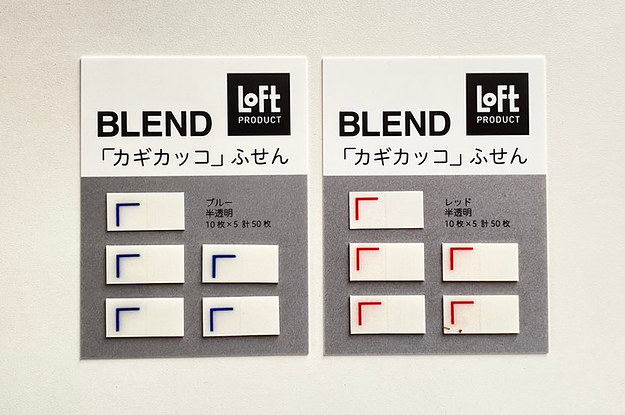 BLEND
LOFT
PRODUCT
「カギカッコ」ふせん
ブルー
半透明
10枚×5 計50枚
BLEND
LOFT
PRODUCT
「カギカッコ」ふせん
レッド
半透明
10枚×5 計50枚